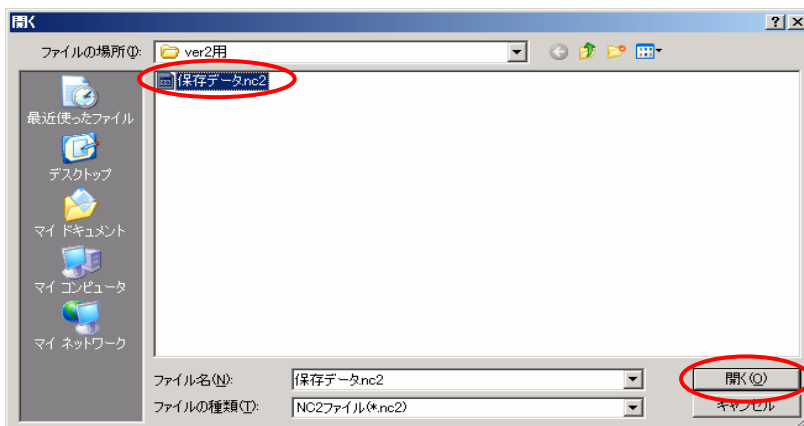 開く
ファイルの場所(I):
ver2用
保存データ.nc2
最近使ったファイル
デスクトップ
マイ ドキュメント
マイ コンピュータ
マイ ネットワーク
ファイル名(N):
保存データ.nc2
開く(O)
ファイルの種類(T):
NC2ファイル(*.nc2)
キャンセル